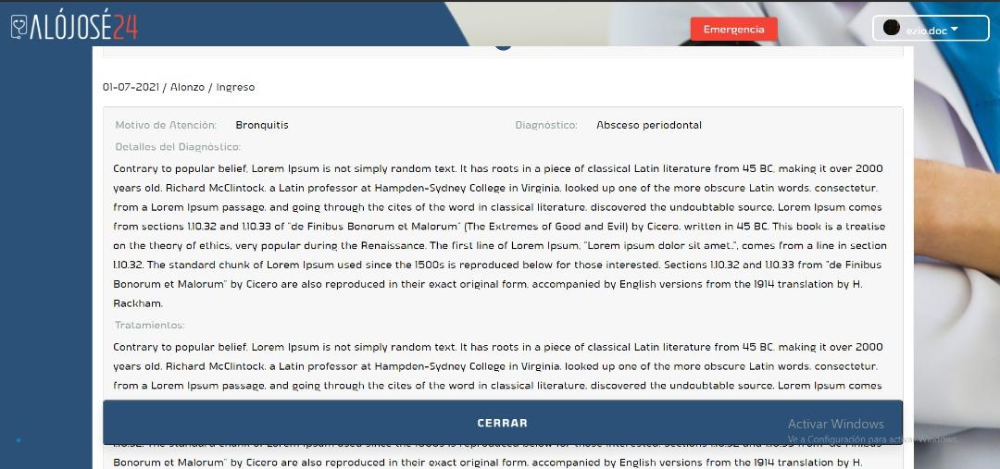 ALÓJOSÉ24
Emergencia
ezio.doc
01-07-2021 / Alonzo / Ingreso
Motivo de Atención: Bronquitis Diagnóstico: Absceso periodontal
Detalles del Diagnóstico:
Contrary to popular belief, Lorem Ipsum is not simply random text. It has roots in a piece of classical Latin literature from 45 BC, making it over 2000
years old. Richard McClintock, a Latin professor at Hampden-Sydney College in Virginia, looked up one of the more obscure Latin words, consectetur,
from a Lorem Ipsum passage, and going through the cites of the word in classical literature, discovered the undoubtable source. Lorem Ipsum comes
from sections 1.10.32 and 1.10.33 of "de Finibus Bonorum et Malorum" (The Extremes of Good and Evil) by Cicero, written in 45 BC. This book is a treatise
on the theory of ethics, very popular during the Renaissance. The first line of Lorem Ipsum, "Lorem ipsum dolor sit amet..", comes from a line in section
1.10.32. The standard chunk of Lorem Ipsum used since the 1500s is reproduced below for those interested. Sections 1.10.32 and 1.10.33 from "de Finibus
Bonorum et Malorum" by Cicero are also reproduced in their exact original form, accompanied by English versions from the 1914 translation by H.
Rackham.
Tratamientos:
Contrary to popular belief, Lorem Ipsum is not simply random text. It has roots in a piece of classical Latin literature from 45 BC, making it over 2000
years old. Richard McClintock, a Latin professor at Hampden-Sydney College in Virginia, looked up one of the more obscure Latin words, consectetur,
from a Lorem Ipsum passage, and going through the cites of the word in classical literature, discovered the undoubtable source. Lorem Ipsum comes
CERRAR
Activar Windows
Ve a Configuración para activar Windows.
1.10.32. The standard chunk of Lorem Ipsum used since the 1500s is reproduced below for those interested. Sections 1.10.32 and 1.10.33 from "de Finibus
Bonorum et Malorum" by Cicero are also reproduced in their exact original form, accompanied by English versions from the 1914 translation by H.